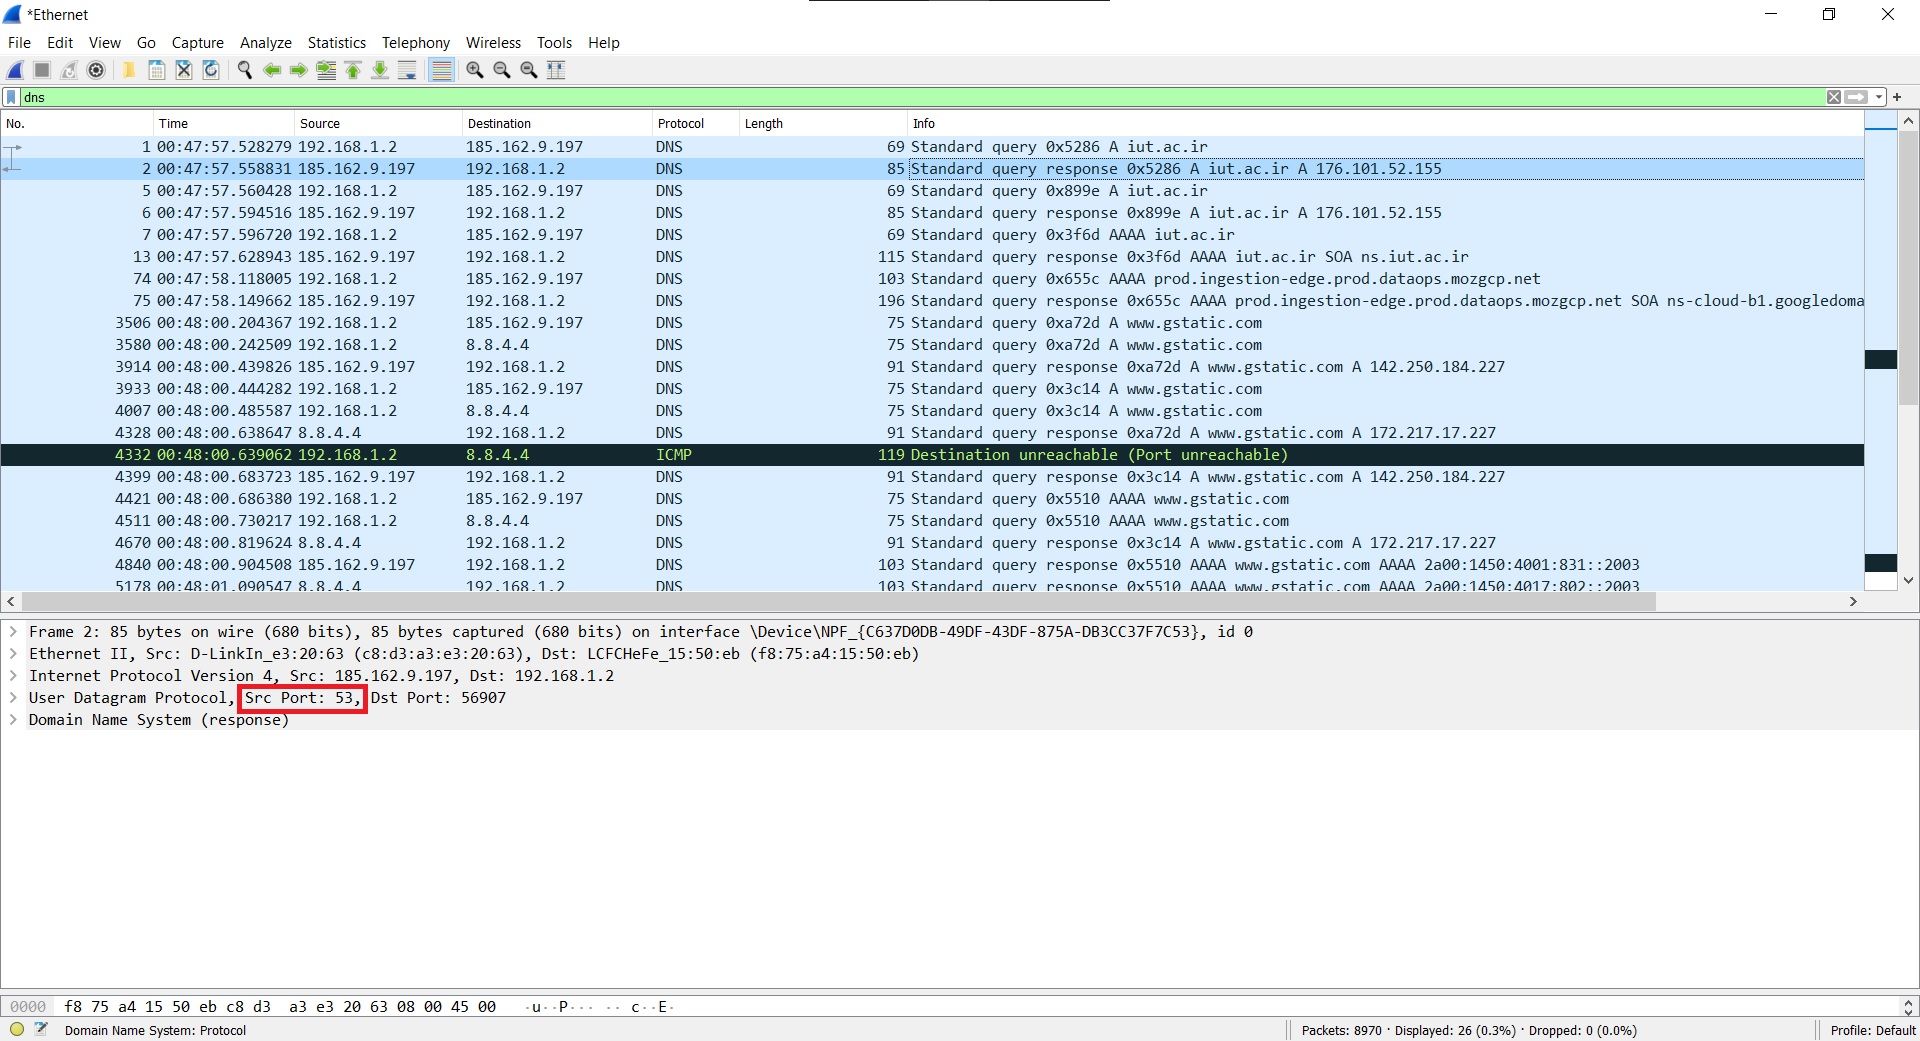 *Ethernet
File Edit View Go Capture Analyze Statistics Telephony Wireless Tools Help
dns
No. Time Source Destination Protocol Length Info
1 00:47:57.528279 192.168.1.2 185.162.9.197 DNS 69 Standard query 0x5286 A iut.ac.ir
2 00:47:57.558831 185.162.9.197 192.168.1.2 DNS 85 Standard query response 0x5286 A iut.ac.ir A 176.101.52.155
5 00:47:57.560428 192.168.1.2 185.162.9.197 DNS 69 Standard query 0x899e A iut.ac.ir
6 00:47:57.594516 185.162.9.197 192.168.1.2 DNS 85 Standard query response 0x899e A iut.ac.ir A 176.101.52.155
7 00:47:57.596720 192.168.1.2 185.162.9.197 DNS 69 Standard query 0x3f6d AAAA iut.ac.ir
13 00:47:57.628943 185.162.9.197 192.168.1.2 DNS 115 Standard query response 0x3f6d AAAA iut.ac.ir SOA ns.iut.ac.ir
74 00:47:58.118005 192.168.1.2 185.162.9.197 DNS 103 Standard query 0x655c AAAA prod.ingestion-edge.prod.dataops.mozgcp.net
75 00:47:58.149662 185.162.9.197 192.168.1.2 DNS 196 Standard query response 0x655c AAAA prod.ingestion-edge.prod.dataops.mozgcp.net SOA ns-cloud-b1.googledoma
3506 00:48:00.204367 192.168.1.2 185.162.9.197 DNS 75 Standard query 0xa72d A www.gstatic.com
3580 00:48:00.242509 192.168.1.2 8.8.4.4 DNS 75 Standard query 0xa72d A www.gstatic.com
3914 00:48:00.439826 185.162.9.197 192.168.1.2 DNS 91 Standard query response 0xa72d A www.gstatic.com A 142.250.184.227
3933 00:48:00.444282 192.168.1.2 185.162.9.197 DNS 75 Standard query 0x3c14 A www.gstatic.com
4007 00:48:00.485587 192.168.1.2 8.8.4.4 DNS 75 Standard query 0x3c14 A www.gstatic.com
4328 00:48:00.638647 8.8.4.4 192.168.1.2 DNS 91 Standard query response 0xa72d A www.gstatic.com A 172.217.17.227
4332 00:48:00.639062 192.168.1.2 8.8.4.4 ICMP 119 Destination unreachable (Port unreachable)
4399 00:48:00.683723 185.162.9.197 192.168.1.2 DNS 91 Standard query response 0x3c14 A www.gstatic.com A 142.250.184.227
4421 00:48:00.686380 192.168.1.2 185.162.9.197 DNS 75 Standard query 0x5510 AAAA www.gstatic.com
4511 00:48:00.730217 192.168.1.2 8.8.4.4 DNS 75 Standard query 0x5510 AAAA www.gstatic.com
4670 00:48:00.819624 8.8.4.4 192.168.1.2 DNS 91 Standard query response 0x3c14 A www.gstatic.com A 172.217.17.227
4840 00:48:00.904508 185.162.9.197 192.168.1.2 DNS 103 Standard query response 0x5510 AAAA www.gstatic.com AAAA 2a00:1450:4001:831::2003
5178 00:48:01.090547 8.8.4.4 192.168.1.2 DNS 103 Standard query response 0x5510 AAAA www.gstatic.com AAAA 2a00:1450:4017:802::2003
Frame 2: 85 bytes on wire (680 bits), 85 bytes captured (680 bits) on interface \Device\NPF_{C637D0DB-49DF-43DF-875A-DB3CC37F7C53}, id 0
Ethernet II, Src: D-LinkIn_e3:20:63 (c8:d3:a3:e3:20:63), Dst: LCFCHeFe_15:50:eb (f8:75:a4:15:50:eb)
Internet Protocol Version 4, Src: 185.162.9.197, Dst: 192.168.1.2
User Datagram Protocol, Src Port: 53, Dst Port: 56907
Domain Name System (response)
0000 f8 75 a4 15 50 eb c8 d3 a3 e3 20 63 08 00 45 00 ·u··P··· ·· c··E·
Domain Name System: Protocol
Packets: 8970 · Displayed: 26 (0.3%) · Dropped: 0 (0.0%)
Profile: Default